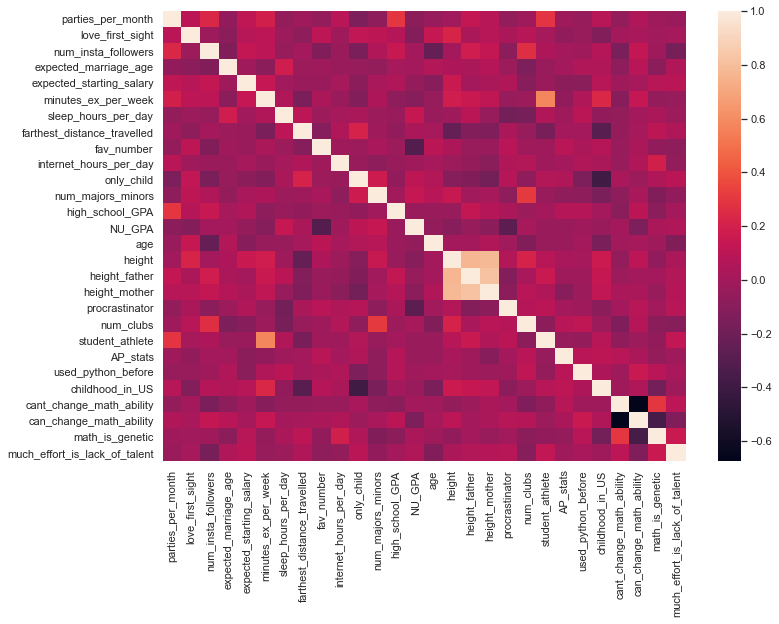 parties_per_month
love_first_sight
num_insta_followers
expected_marriage_age
expected_starting_salary
minutes_ex_per_week
sleep_hours_per_day
farthest_distance_travelled
fav_number
internet_hours_per_day
only_child
num_majors_minors
high_school_GPA
NU_GPA
age
height
height_father
height_mother
procrastinator
num_clubs
student_athlete
AP_stats
used_python_before
childhood_in_US
cant_change_math_ability
can_change_math_ability
math_is_genetic
much_effort_is_lack_of_talent
parties_per_month
love_first_sight
num_insta_followers
expected_marriage_age
expected_starting_salary
minutes_ex_per_week
sleep_hours_per_day
farthest_distance_travelled
fav_number
internet_hours_per_day
only_child
num_majors_minors
high_school_GPA
NU_GPA
age
height
height_father
height_mother
procrastinator
num_clubs
student_athlete
AP_stats
used_python_before
childhood_in_US
cant_change_math_ability
can_change_math_ability
math_is_genetic
much_effort_is_lack_of_talent
1.0
0.8
0.6
0.4
0.2
0.0
−0.2
−0.4
−0.6